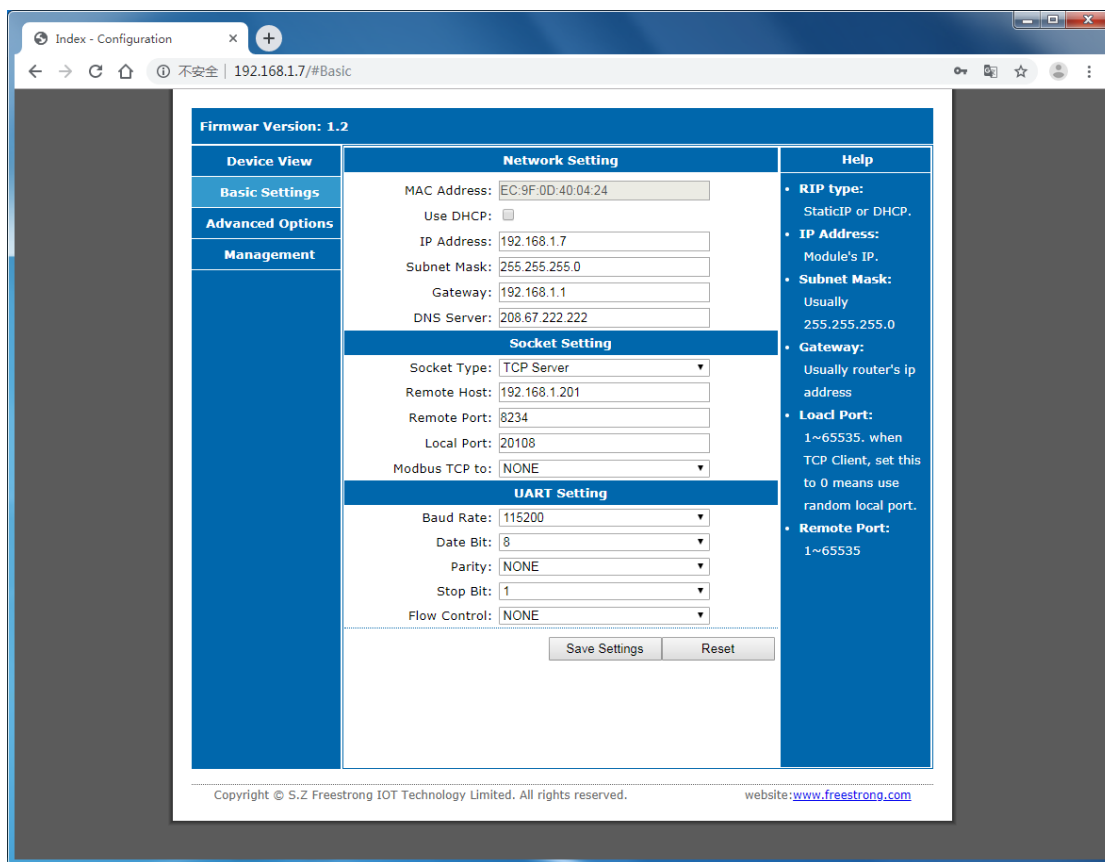 Index - Configuration
不安全 | 192.168.1.7/#Basic
Firmwar Version: 1.2
Device View
Basic Settings
Advanced Options
Management
Network Setting
MAC Address: EC:9F:0D:40:04:24
Use DHCP:
IP Address: 192.168.1.7
Subnet Mask: 255.255.255.0
Gateway: 192.168.1.1
DNS Server: 208.67.222.222
Socket Setting
Socket Type: TCP Server
Remote Host: 192.168.1.201
Remote Port: 8234
Local Port: 20108
Modbus TCP to: NONE
UART Setting
Baud Rate: 115200
Date Bit: 8
Parity: NONE
Stop Bit: 1
Flow Control: NONE
Save Settings Reset
Help
• RIP type:
StaticIP or DHCP.
• IP Address:
Module's IP.
• Subnet Mask:
Usually
255.255.255.0
• Gateway:
Usually router's ip
address
• Loacl Port:
1~65535. when
TCP Client, set this
to 0 means use
random local port.
• Remote Port:
1~65535
Copyright © S.Z Freestrong IOT Technology Limited. All rights reserved. website:www.freestrong.com